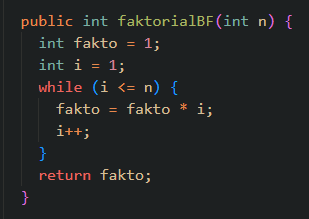 public int faktorialBF(int n) {
  int fakto = 1;
  int i = 1;
  while (i <= n) {
    fakto = fakto * i;
    i++;
  }
  return fakto;
}